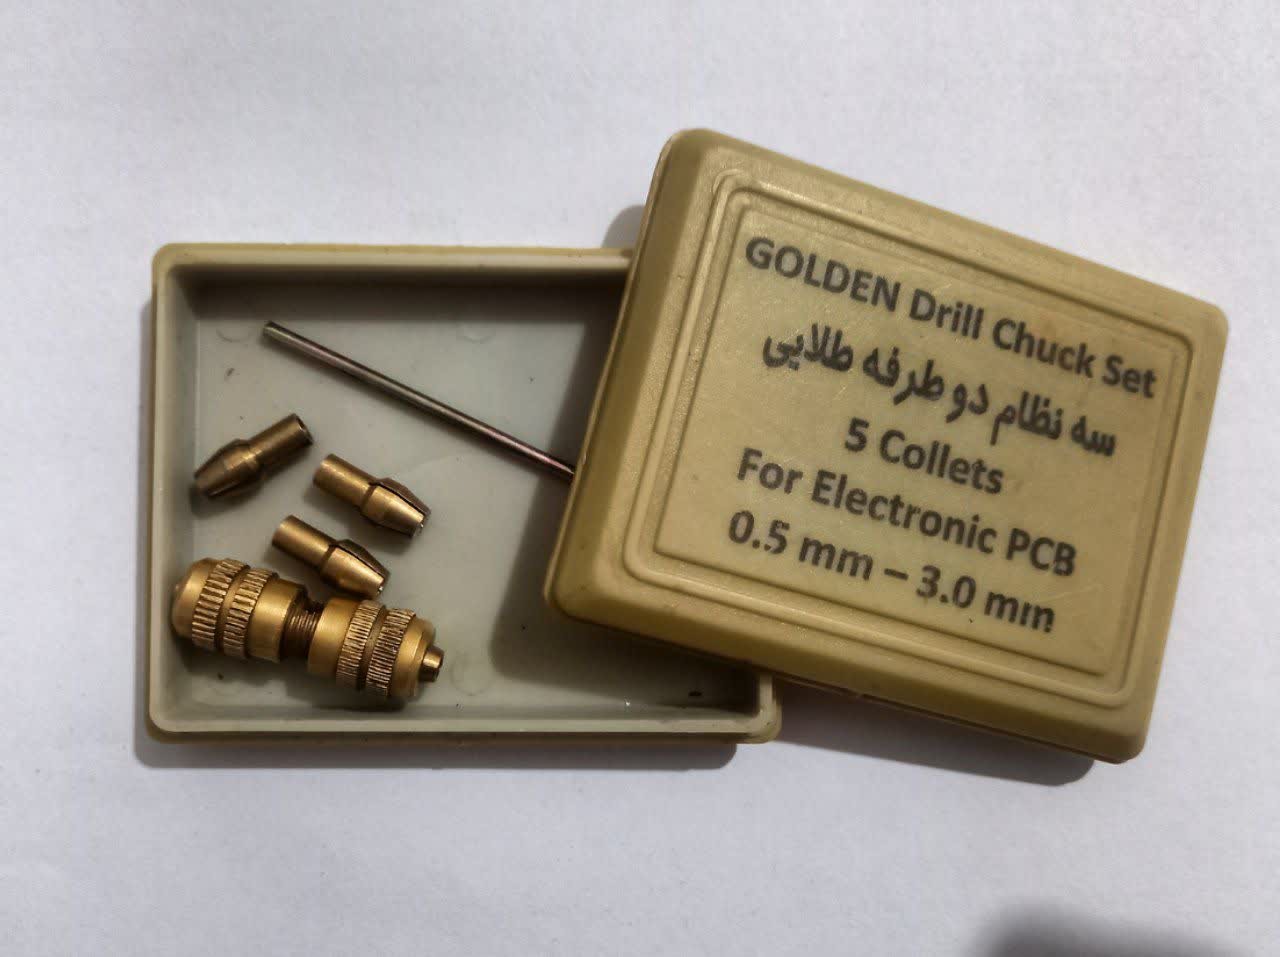 GOLDEN Drill Chuck Set
سه نظام دو طرفه طلایی
5 Collets
For Electronic PCB
0.5 mm – 3.0 mm